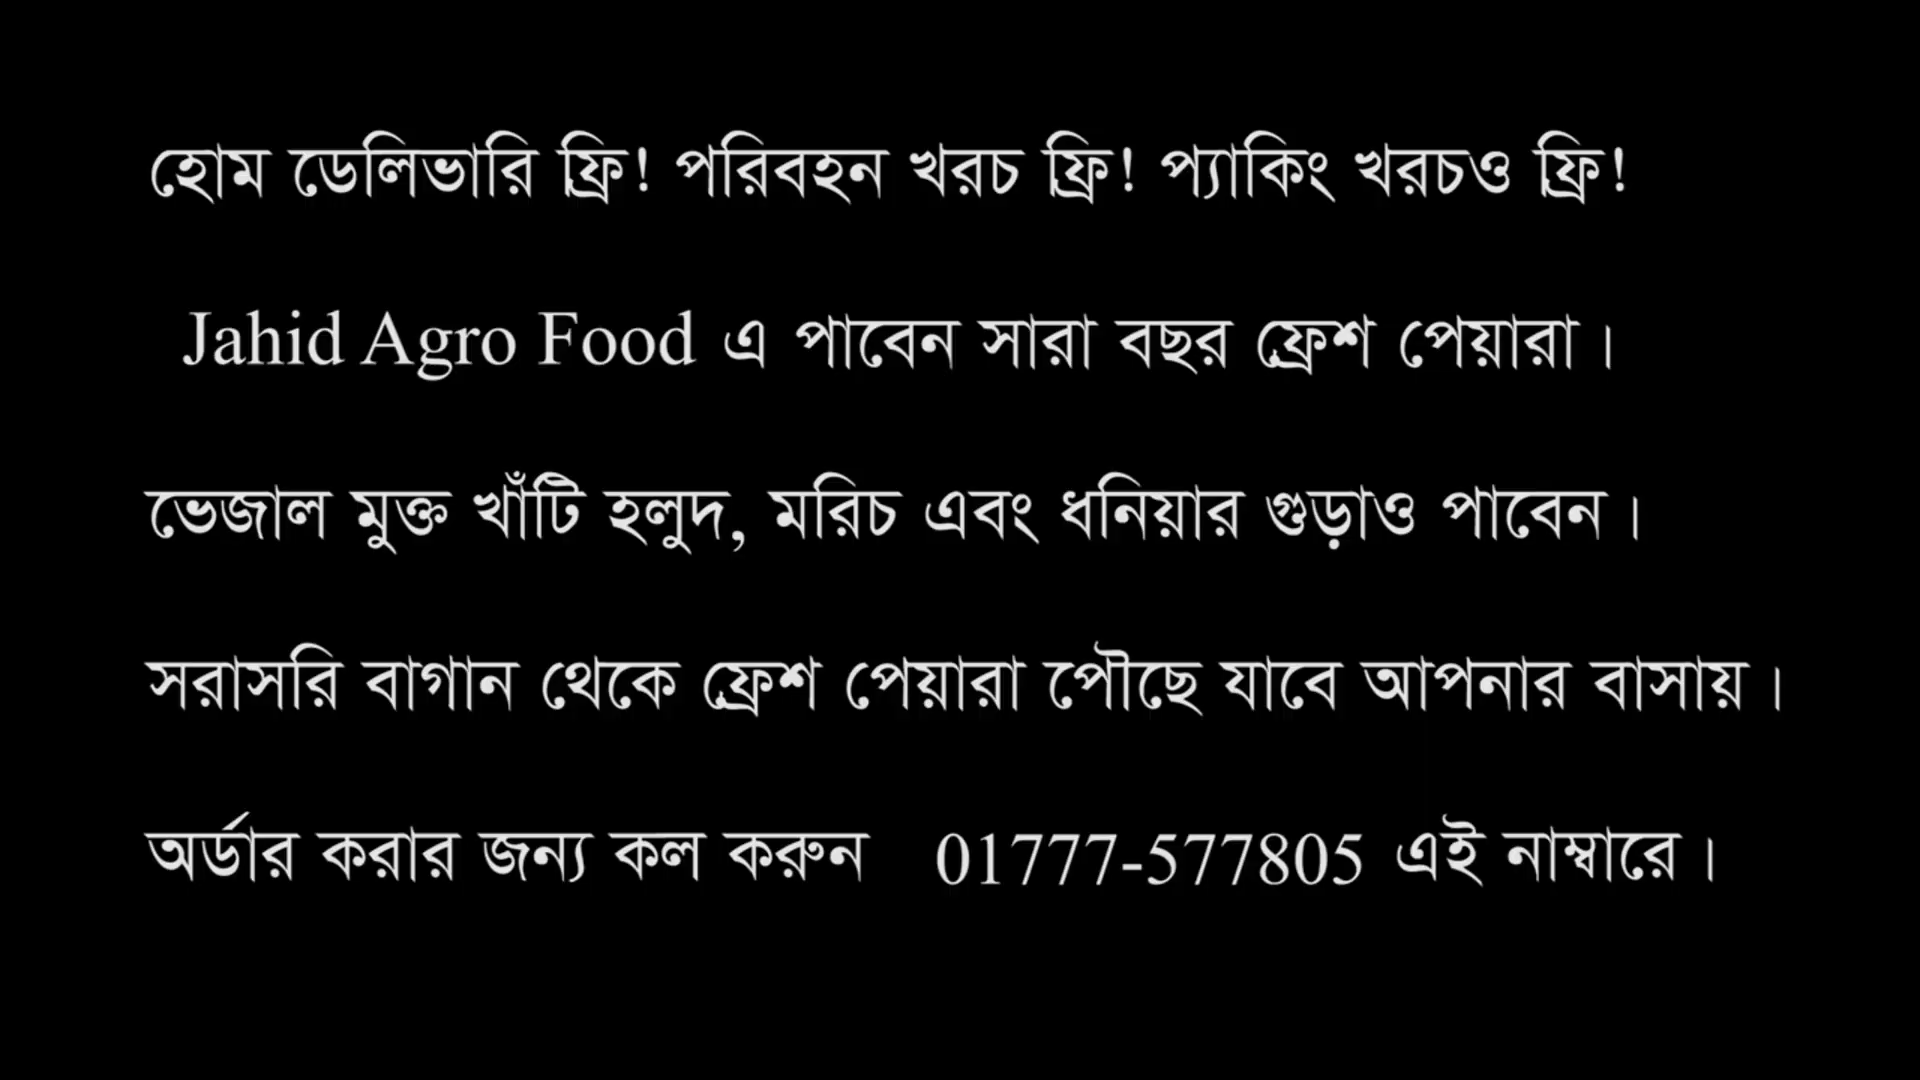 হোম ডেলিভারি ফ্রি! পরিবহন খরচ ফ্রি! প্যাকিং খরচও ফ্রি!
Jahid Agro Food এ পাবেন সারা বছর ফ্রেশ পেয়ারা।
ভেজাল মুক্ত খাঁটি হলুদ, মরিচ এবং ধনিয়ার গুড়াও পাবেন।
সরাসরি বাগান থেকে ফ্রেশ পেয়ারা পৌছে যাবে আপনার বাসায়।
অর্ডার করার জন্য কল করুন 01777-577805 এই নাম্বারে।